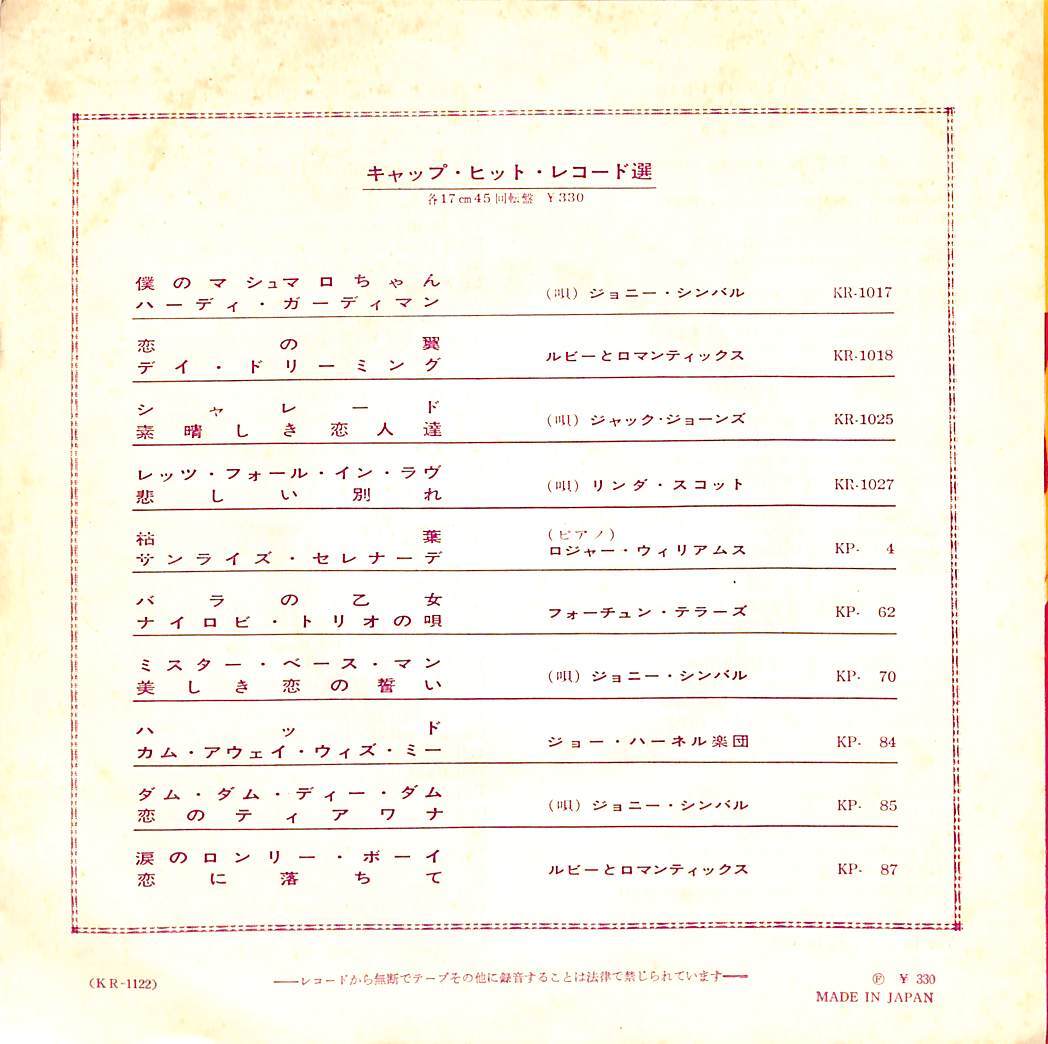 キャップ・ヒット・レコード選
各17cm45回転盤 ¥330
僕のマシュマロちゃん
ハーディ・ガーディマン
(唄) ジョニー・シンバル KR-1017
恋の翼
デイ・ドリーミング
ルビーとロマンティックス KR-1018
シャレード
素晴しき恋人達
(唄) ジャック・ジョーンズ KR-1025
レッツ・フォール・イン・ラヴ
悲しい別れ
(唄) リンダ・スコット KR-1027
枯葉
サンライズ・セレナーデ
(ピアノ)
ロジャー・ウィリアムス KP- 4
バラの乙女
ナイロビ・トリオの唄
フォーチュン・テラーズ KP- 62
ミスター・ベース・マン
美しき恋の誓い
(唄) ジョニー・シンバル KP- 70
ハッド
カム・アウェイ・ウィズ・ミー
ジョー・ハーネル楽団 KP- 84
ダム・ダム・ディー・ダム
恋のティアワナ
(唄) ジョニー・シンバル KP- 85
涙のロンリー・ボーイ
恋に落ちて
ルビーとロマンティックス KP- 87
(KR-1122)
——レコードから無断でテープその他に録音することは法律で禁じられています——
Ⓟ ¥ 330
MADE IN JAPAN